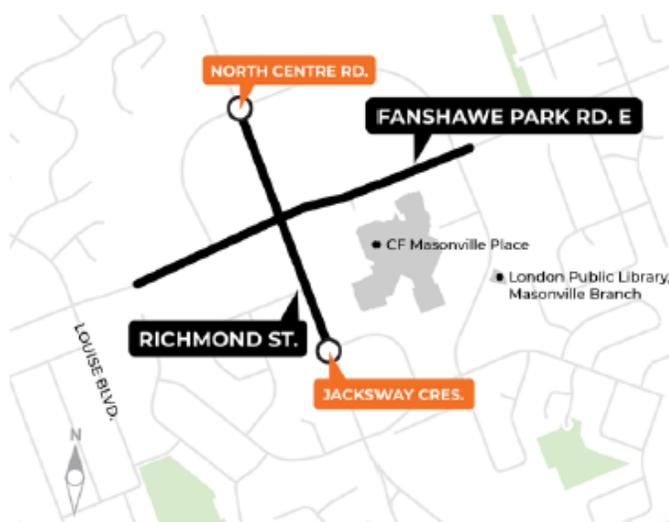 NORTH CENTRE RD.
FANSHAWE PARK RD. E
CF Masonville Place
London Public Library,
Masonville Branch
RICHMOND ST.
LOUISE BLVD.
JACKSWAY CRES.
N